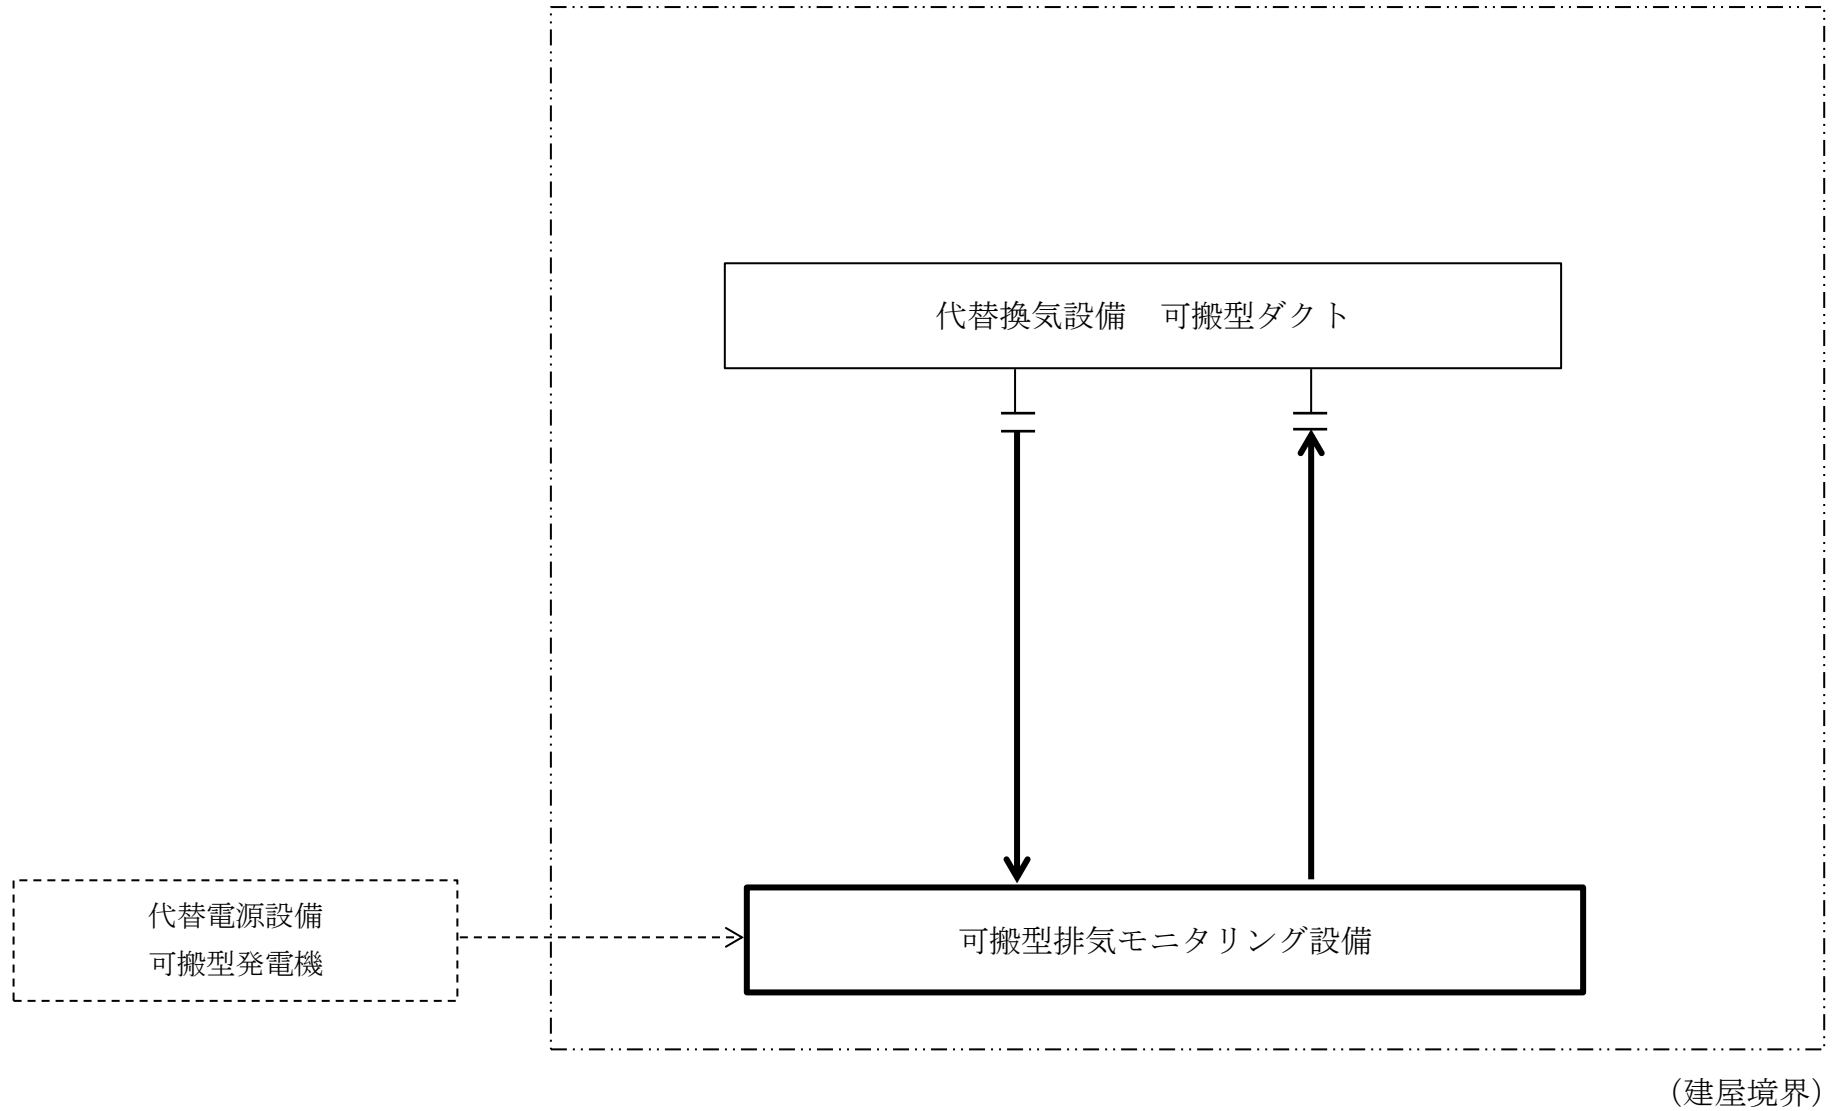 代替換気設備　可搬型ダクト
代替電源設備
可搬型発電機
可搬型排気モニタリング設備
（建屋境界）